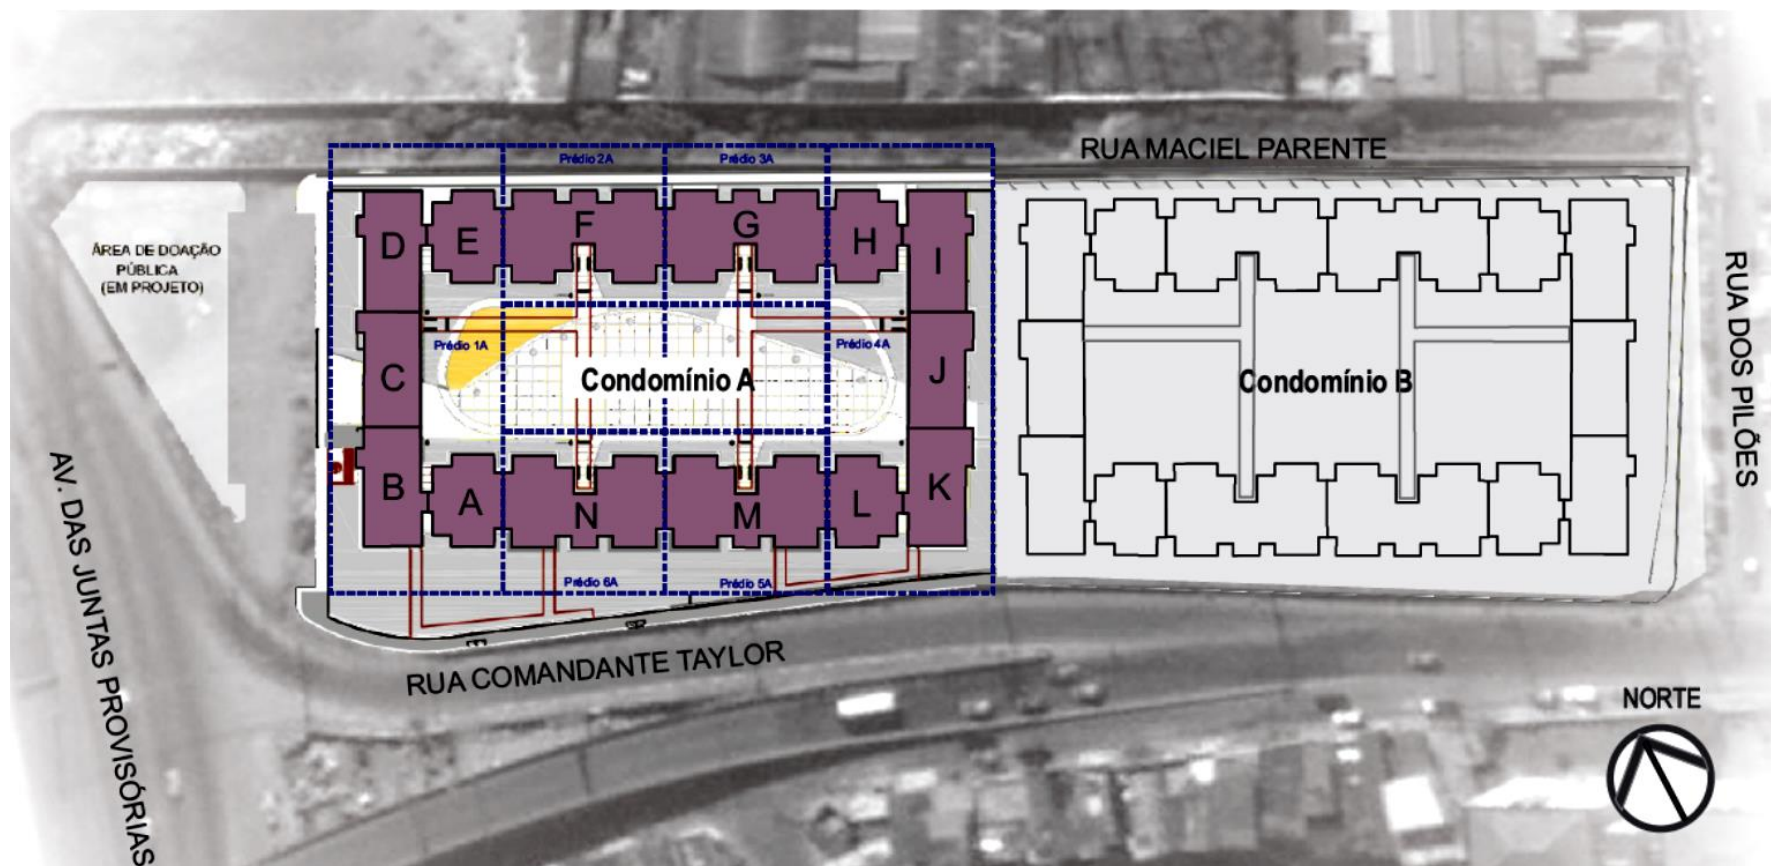 RUA MACIEL PARENTE
Prédio 2A
Prédio 3A
D
E
F
G
H
I
ÁREA DE DOAÇÃO
PÚBLICA
(EM PROJETO)
Prédio 1A
Prédio 4A
C
Condomínio A
J
Condomínio B
RUA DOS PILÕES
B
A
N
M
L
K
Prédio 6A
Prédio 5A
AV. DAS JUNTAS PROVISÓRIAS
RUA COMANDANTE TAYLOR
NORTE